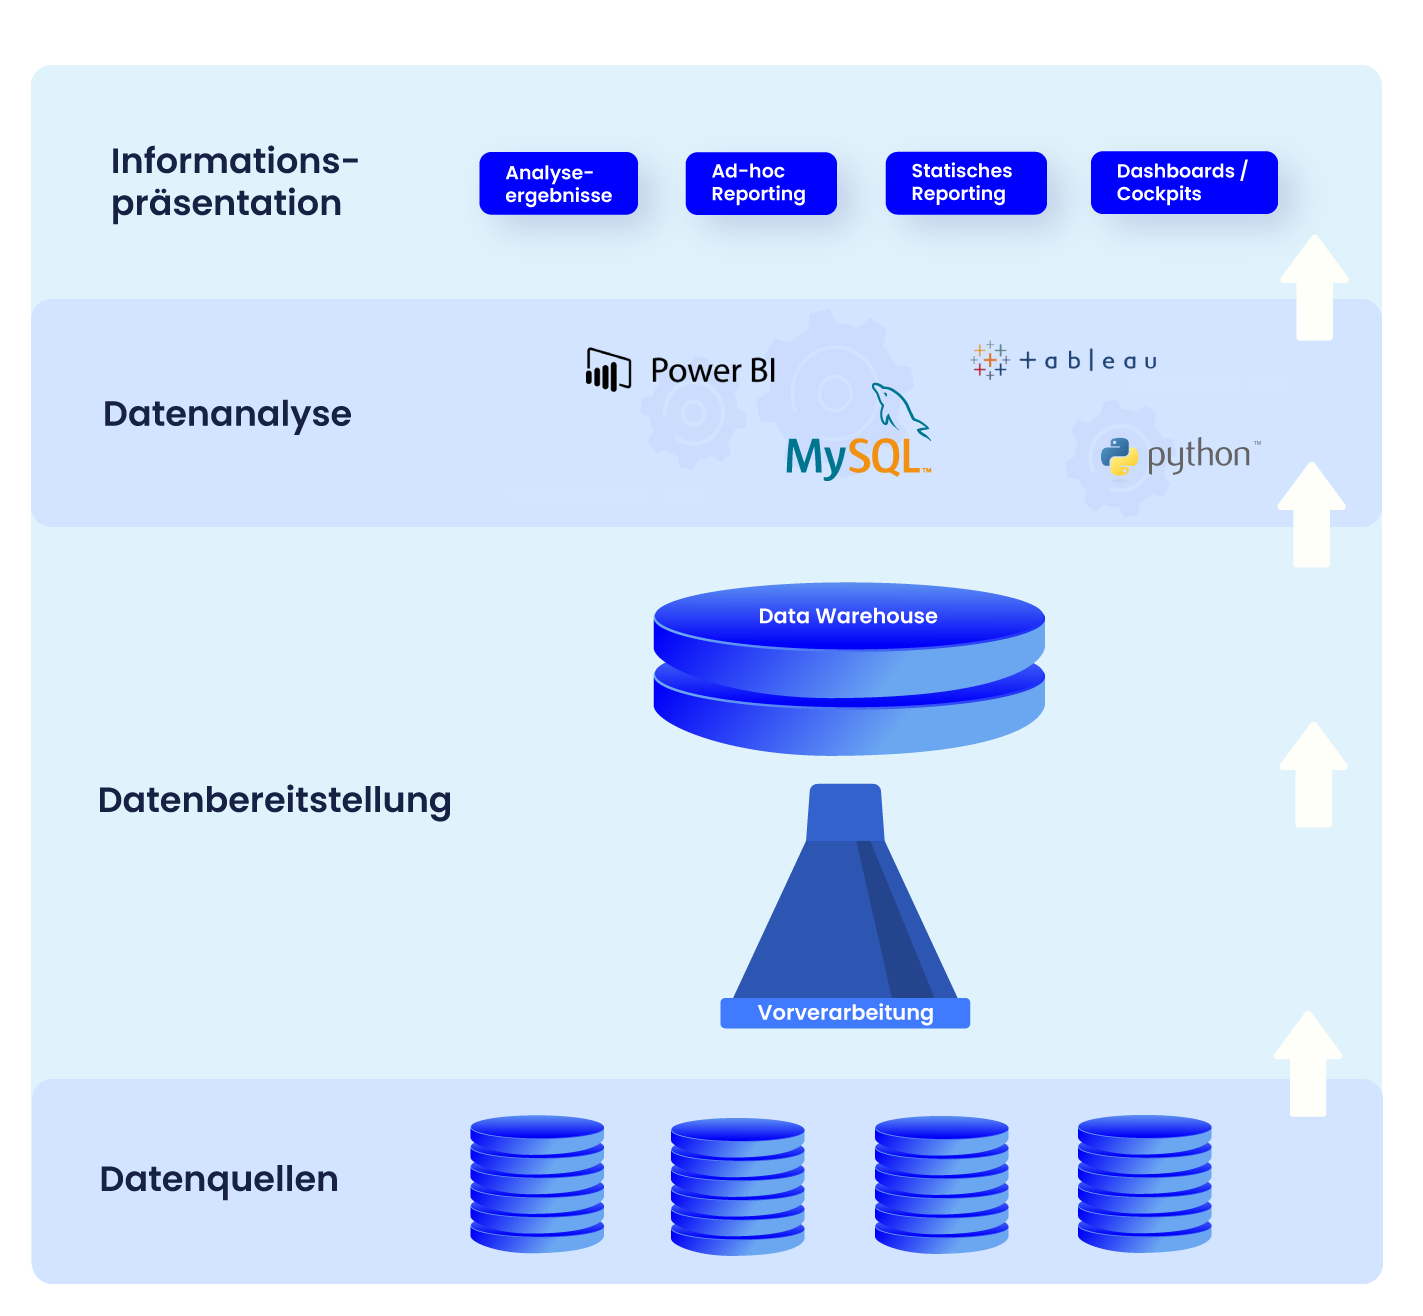 Informations-
präsentation
Analyse-
ergebnisse
Ad-hoc
Reporting
Statisches
Reporting
Dashboards /
Cockpits
Datenanalyse
Power BI
MySQL™
+ableau
python™
Datenbereitstellung
Data Warehouse
Vorverarbeitung
Datenquellen